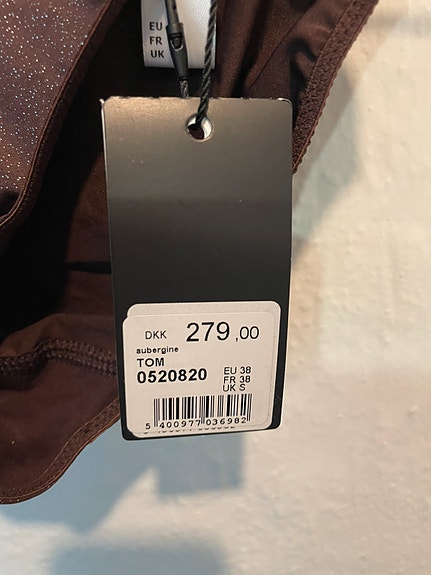 EU
FR
UK
DKK 279,00
aubergine
TOM
0520820
EU 38
FR 38
UK S
5 400977 036982